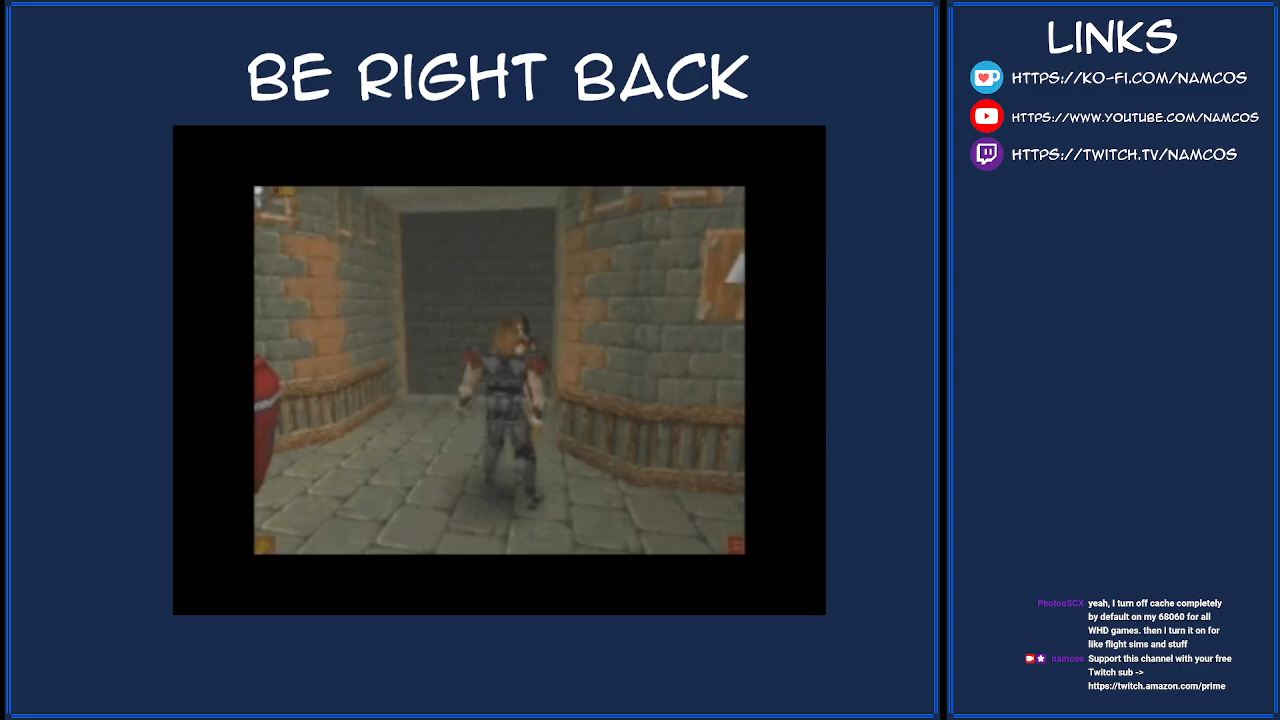 BE RIGHT BACK
LINKS
HTTPS://KO-FI.COM/NAMCOS
HTTPS://WWW.YOUTUBE.COM/NAMCOS
HTTPS://TWITCH.TV/NAMCOS
PhotonSCX yeah, I turn off cache completely
by default on my 68060 for all
WHD games. then I turn it on for
like flight sims and stuff
namcos Support this channel with your free
Twitch sub ->
https://twitch.amazon.com/prime